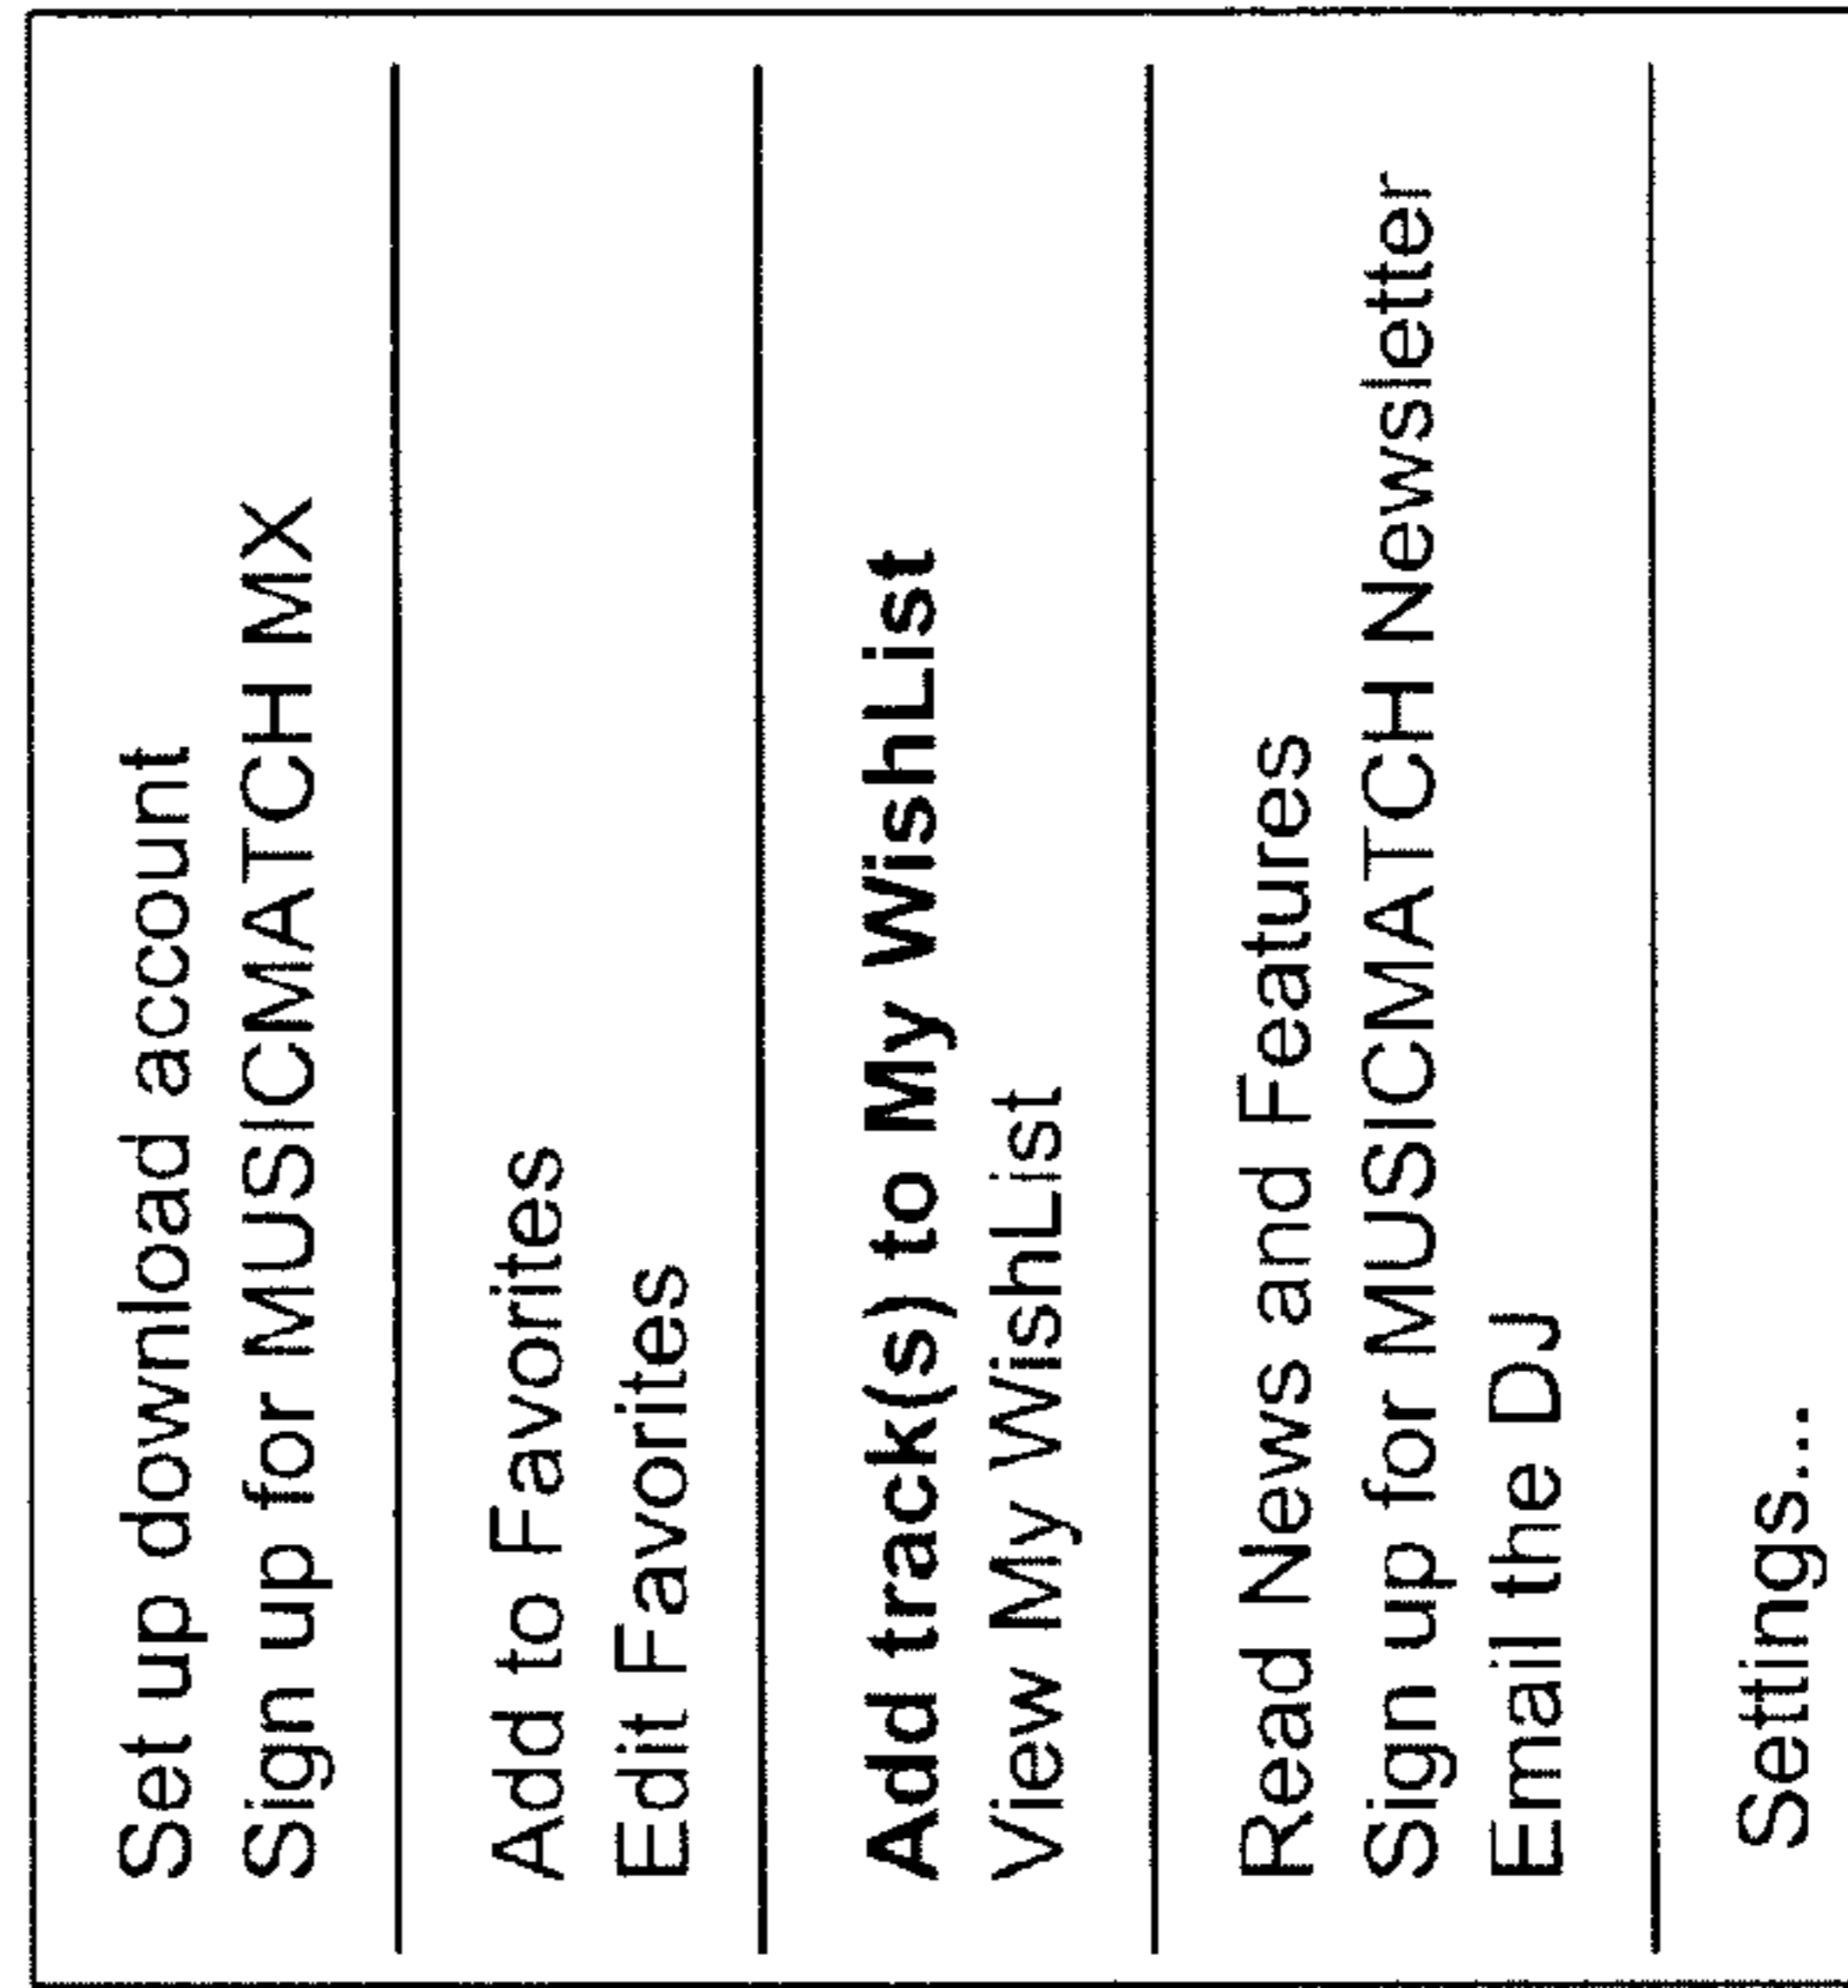 Set up download account
Sign up for MUSICMATCH MX
Add to Favorites
Edit Favorites
Add track(s) to My WishList
View My WishList
Read News and Features
Sign up for MUSICMATCH Newsletter
Email the DJ
Settings...